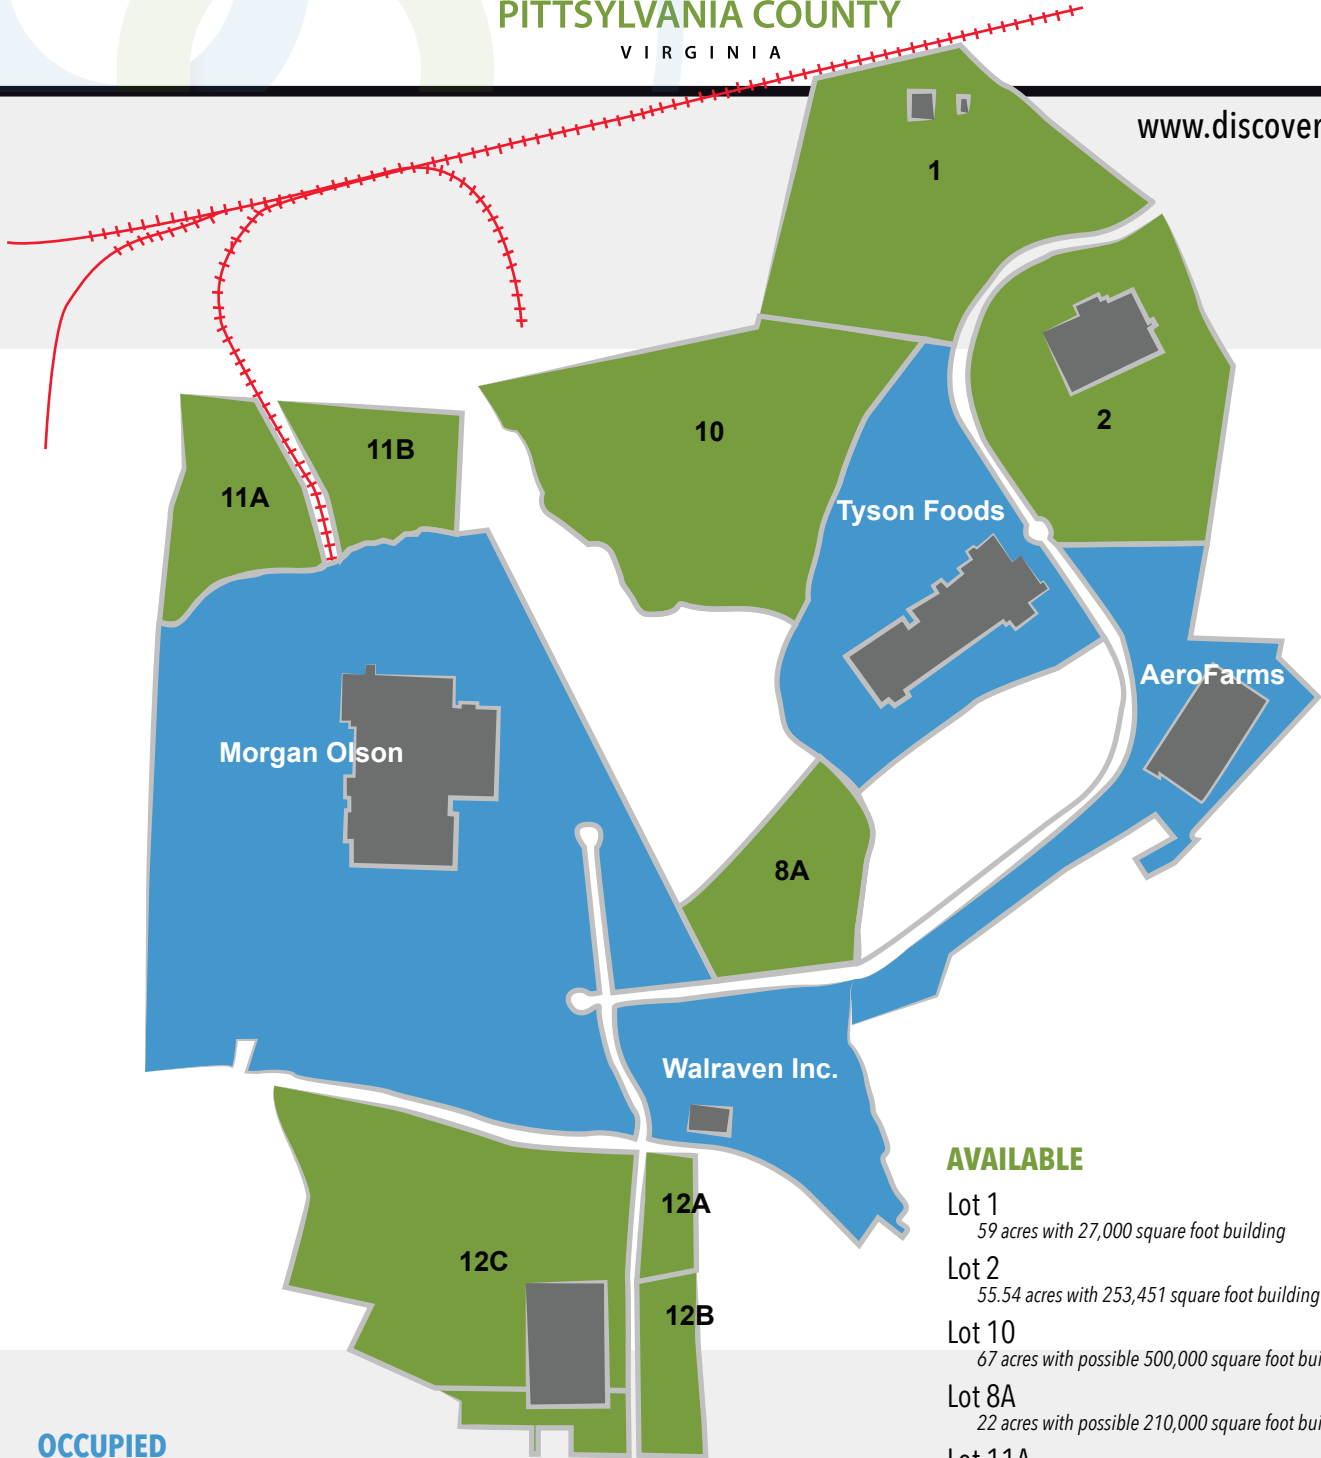 PITTSYLVANIA COUNTY
VIRGINIA
www.discover
1
2
10
11B
11A
Tyson Foods
AeroFarms
Morgan Olson
8A
Walraven Inc.
12A
12C
12B
AVAILABLE
Lot 1
59 acres with 27,000 square foot building
Lot 2
55.54 acres with 253,451 square foot building
Lot 10
67 acres with possible 500,000 square foot
Lot 8A
22 acres with possible 210,000 square foot
Lot 11A
OCCUPIED